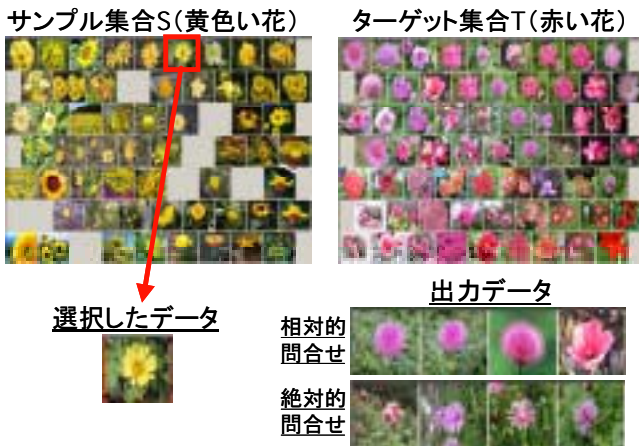 サンプル集合S(黄色い花)
ターゲット集合T(赤い花)
選択したデータ
出力データ
相対的
問合せ
絶対的
問合せ